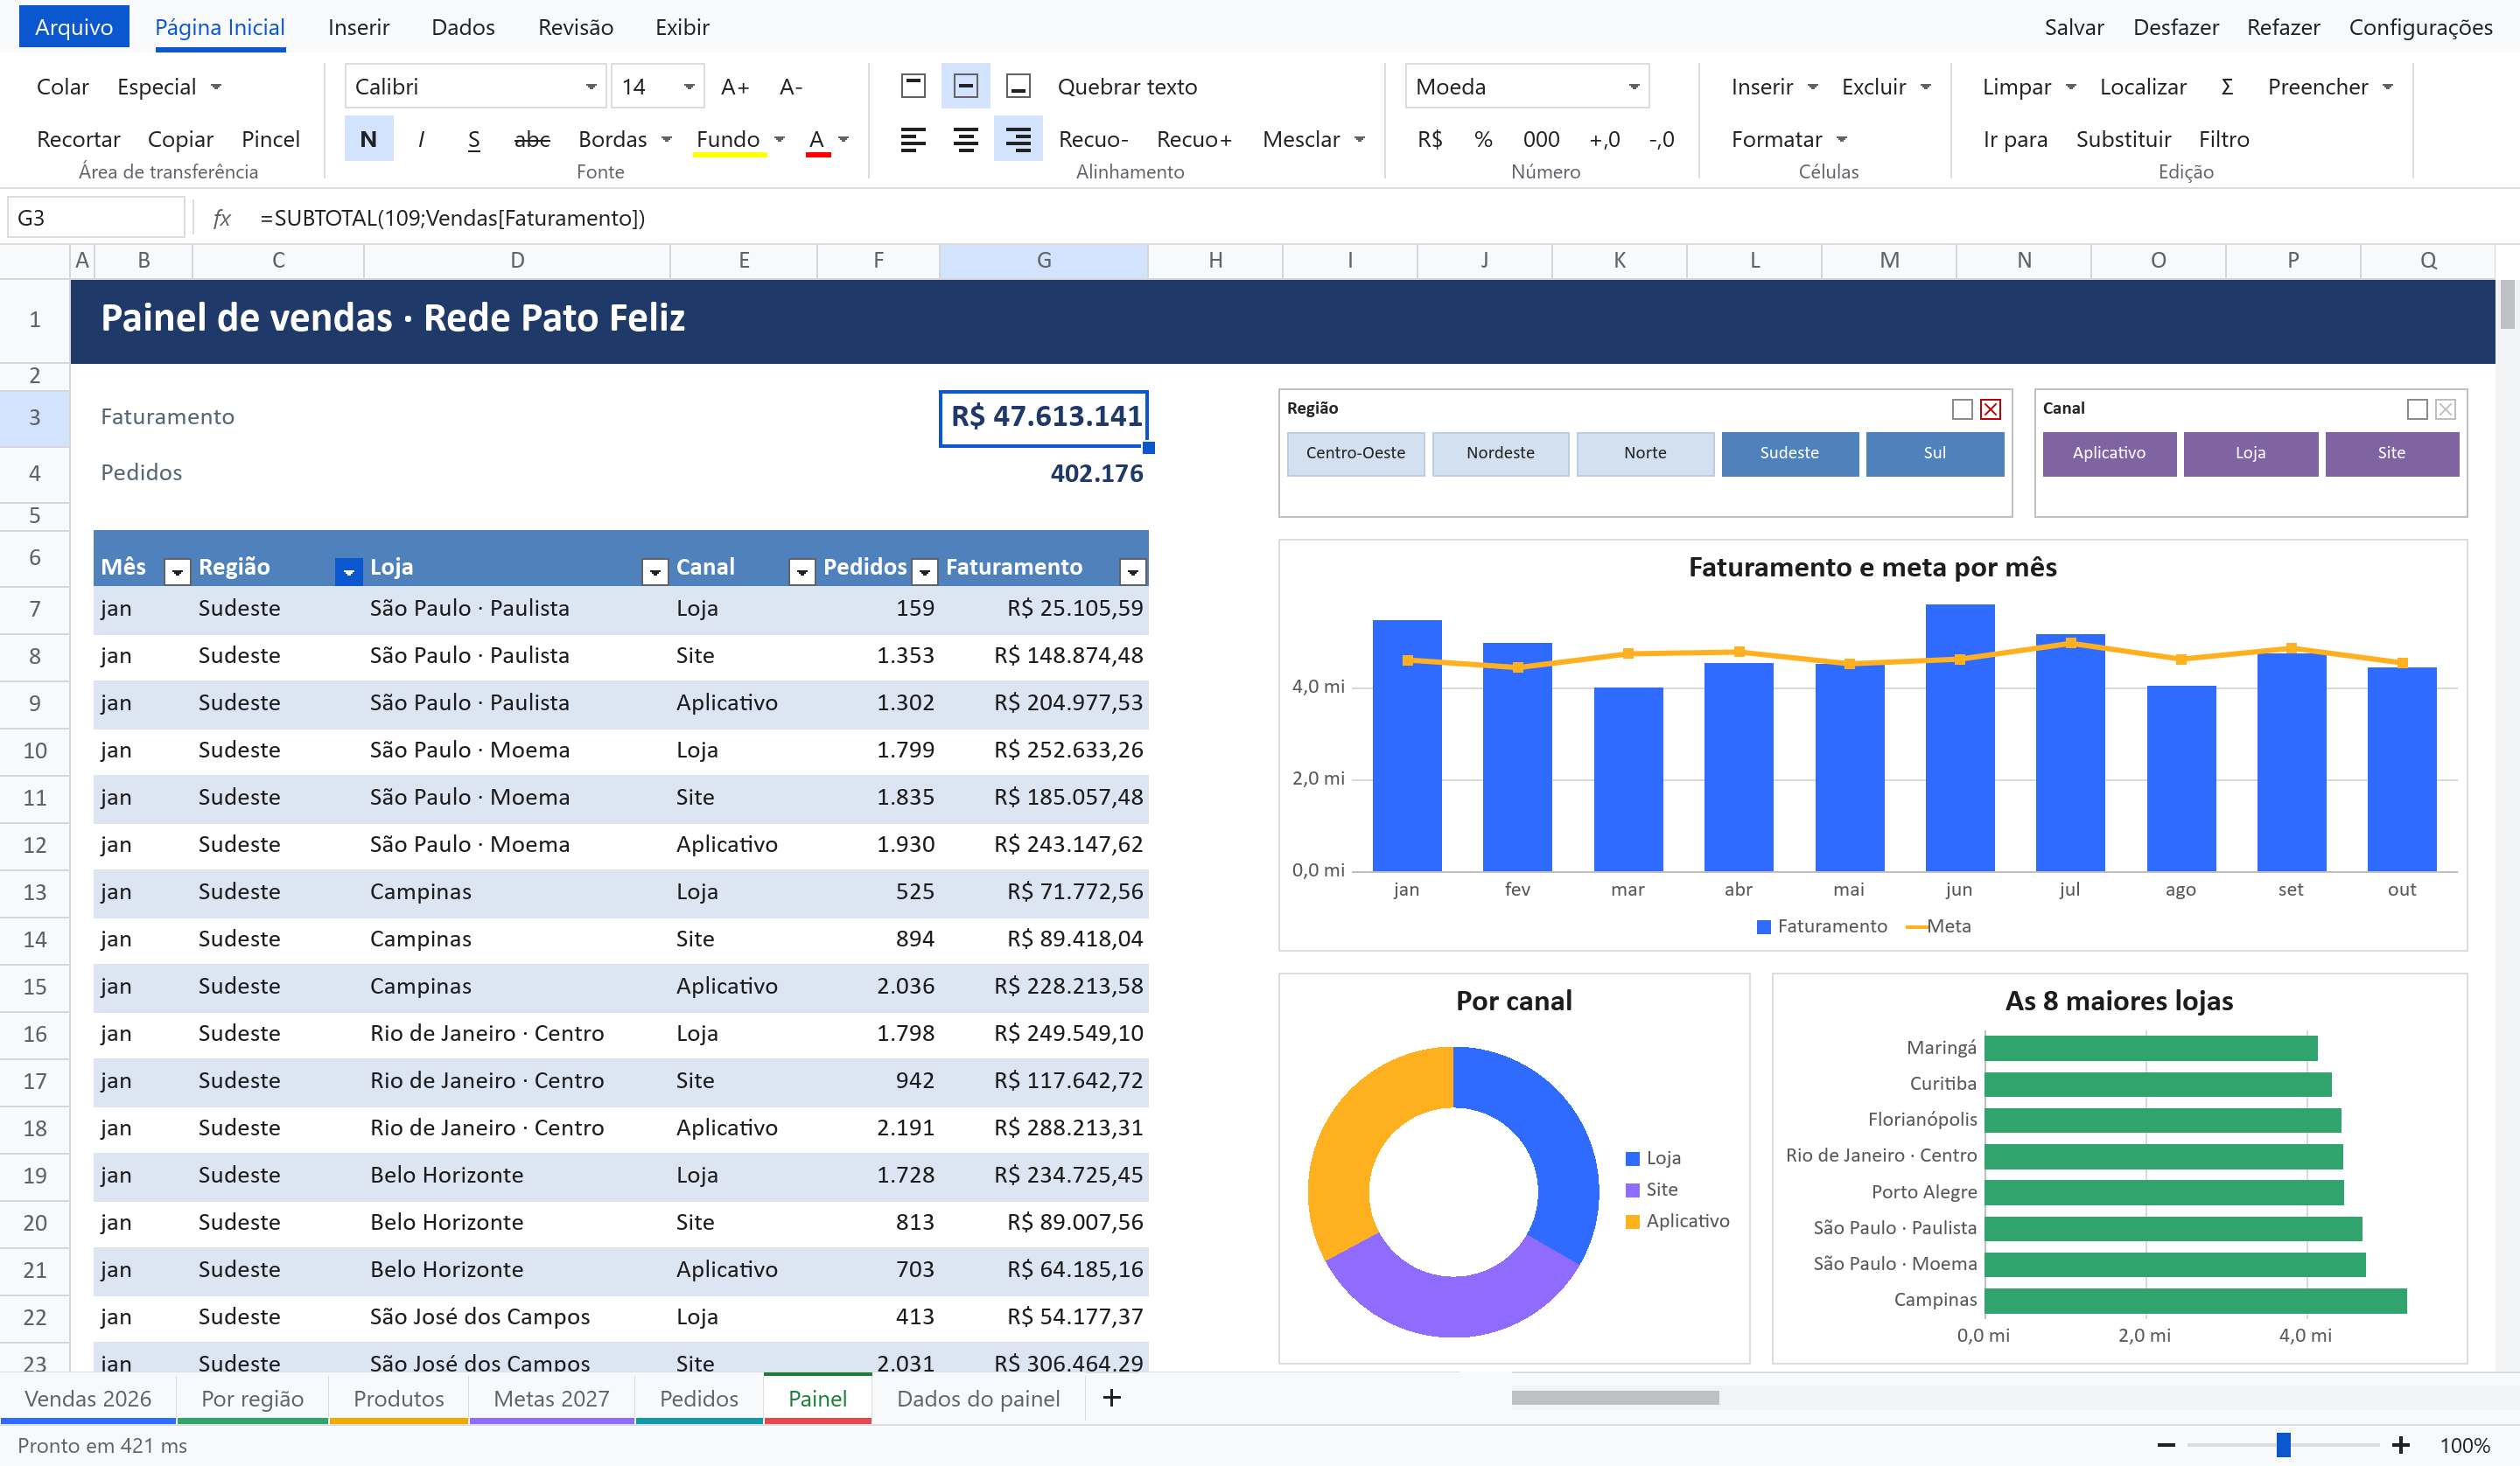 Arquivo Página Inicial Inserir Dados Revisão Exibir Salvar Desfazer Refazer Configurações
Colar Especial Calibri 14 A+ A- Quebrar texto Moeda Inserir Excluir Limpar Localizar Σ Preencher
Recortar Copiar Pincel N I S abc Bordas Fundo A Recuo- Recuo+ Mesclar R$ % 000 +,0 -,0 Formatar Ir para Substituir Filtro
Área de transferência Fonte Alinhamento Número Células Edição
G3 fx =SUBTOTAL(109;Vendas[Faturamento])
A B C D E F G H I J K L M N O P Q
1 Painel de vendas · Rede Pato Feliz
2
3 Faturamento R$ 47.613.141
4 Pedidos 402.176
5
6 Mês Região Loja Canal Pedidos Faturamento
7 jan Sudeste São Paulo · Paulista Loja 159 R$ 25.105,59
8 jan Sudeste São Paulo · Paulista Site 1.353 R$ 148.874,48
9 jan Sudeste São Paulo · Paulista Aplicativo 1.302 R$ 204.977,53
10 jan Sudeste São Paulo · Moema Loja 1.799 R$ 252.633,26
11 jan Sudeste São Paulo · Moema Site 1.835 R$ 185.057,48
12 jan Sudeste São Paulo · Moema Aplicativo 1.930 R$ 243.147,62
13 jan Sudeste Campinas Loja 525 R$ 71.772,56
14 jan Sudeste Campinas Site 894 R$ 89.418,04
15 jan Sudeste Campinas Aplicativo 2.036 R$ 228.213,58
16 jan Sudeste Rio de Janeiro · Centro Loja 1.798 R$ 249.549,10
17 jan Sudeste Rio de Janeiro · Centro Site 942 R$ 117.642,72
18 jan Sudeste Rio de Janeiro · Centro Aplicativo 2.191 R$ 288.213,31
19 jan Sudeste Belo Horizonte Loja 1.728 R$ 234.725,45
20 jan Sudeste Belo Horizonte Site 813 R$ 89.007,56
21 jan Sudeste Belo Horizonte Aplicativo 703 R$ 64.185,16
22 jan Sudeste São José dos Campos Loja 413 R$ 54.177,37
23 jan Sudeste São José dos Campos Site 2.031 R$ 306.464,29
Região
Centro-Oeste Nordeste Norte Sudeste Sul
Canal
Aplicativo Loja Site
Faturamento e meta por mês
4,0 mi
2,0 mi
0,0 mi
jan fev mar abr mai jun jul ago set out
Faturamento Meta
Por canal
Loja
Site
Aplicativo
As 8 maiores lojas
Maringá
Curitiba
Florianópolis
Rio de Janeiro · Centro
Porto Alegre
São Paulo · Paulista
São Paulo · Moema
Campinas
0,0 mi 2,0 mi 4,0 mi
Vendas 2026 Por região Produtos Metas 2027 Pedidos Painel Dados do painel +
Pronto em 421 ms 100%